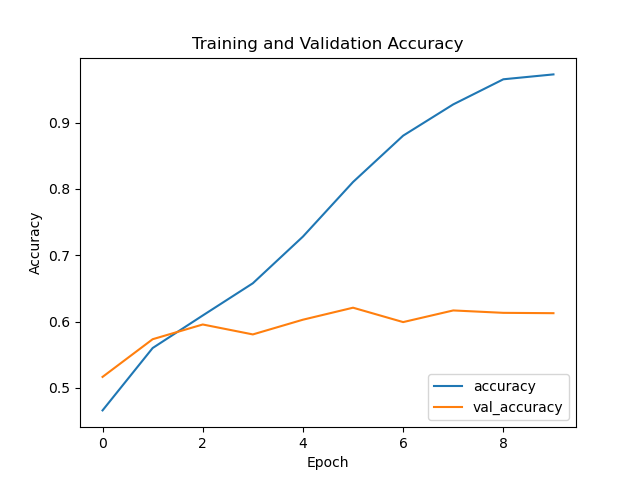 Training and Validation Accuracy
Accuracy
0.9
0.8
0.7
0.6
0.5
accuracy
val_accuracy
0 2 4 6 8
Epoch